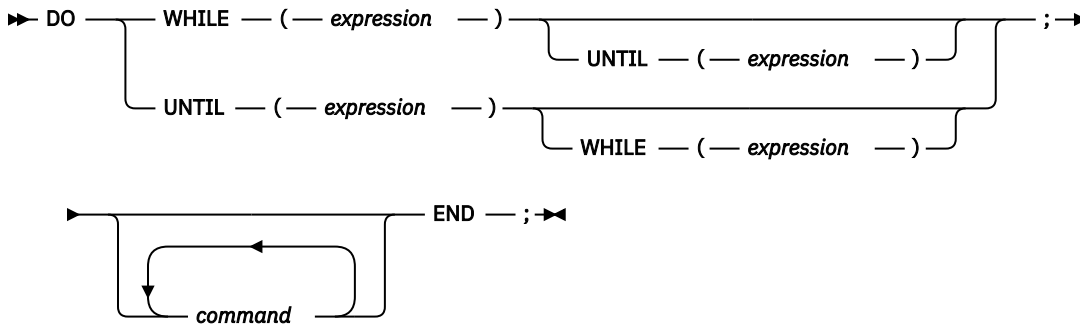 DO WHILE ( expression ) ;
UNTIL ( expression )
UNTIL ( expression )
WHILE ( expression )
END ;
command